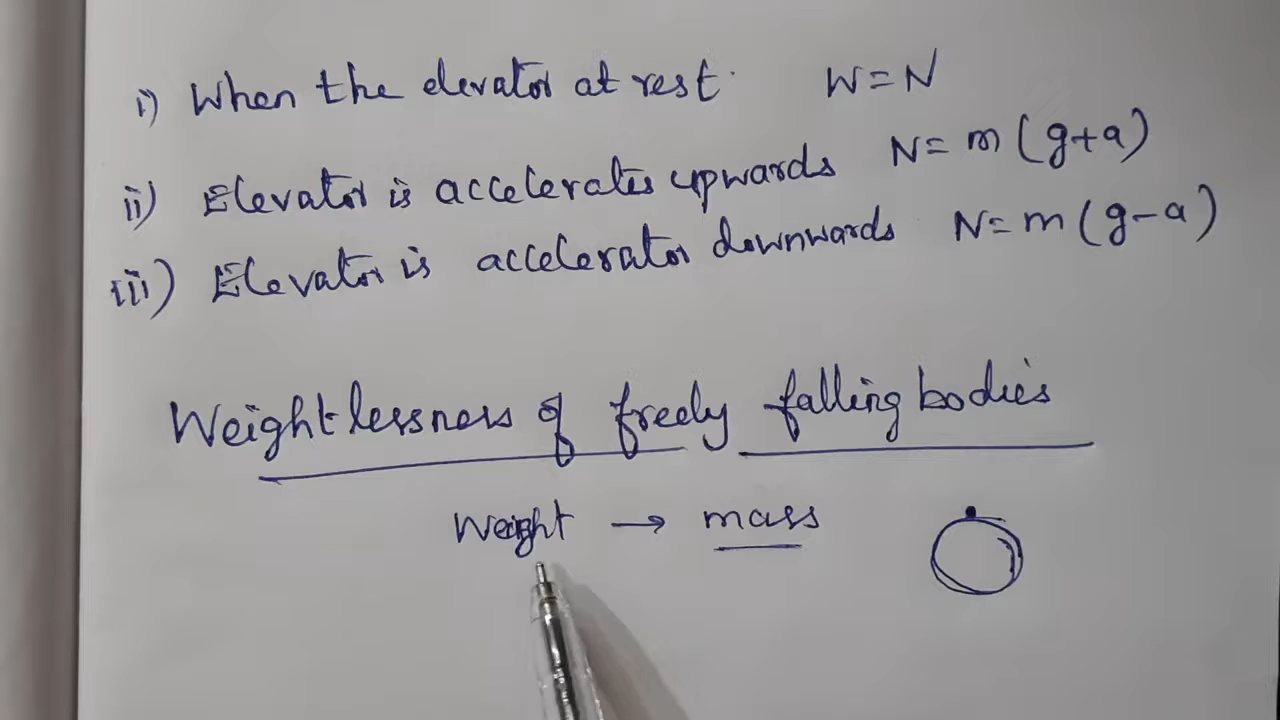 i) When the elevator at rest. W=N
ii) Elevator is accelerates upwards N= m(g+a)
iii) Elevator is accelerator downwards N= m(g-a)
Weightlessness of freely falling bodies
Weight → mass